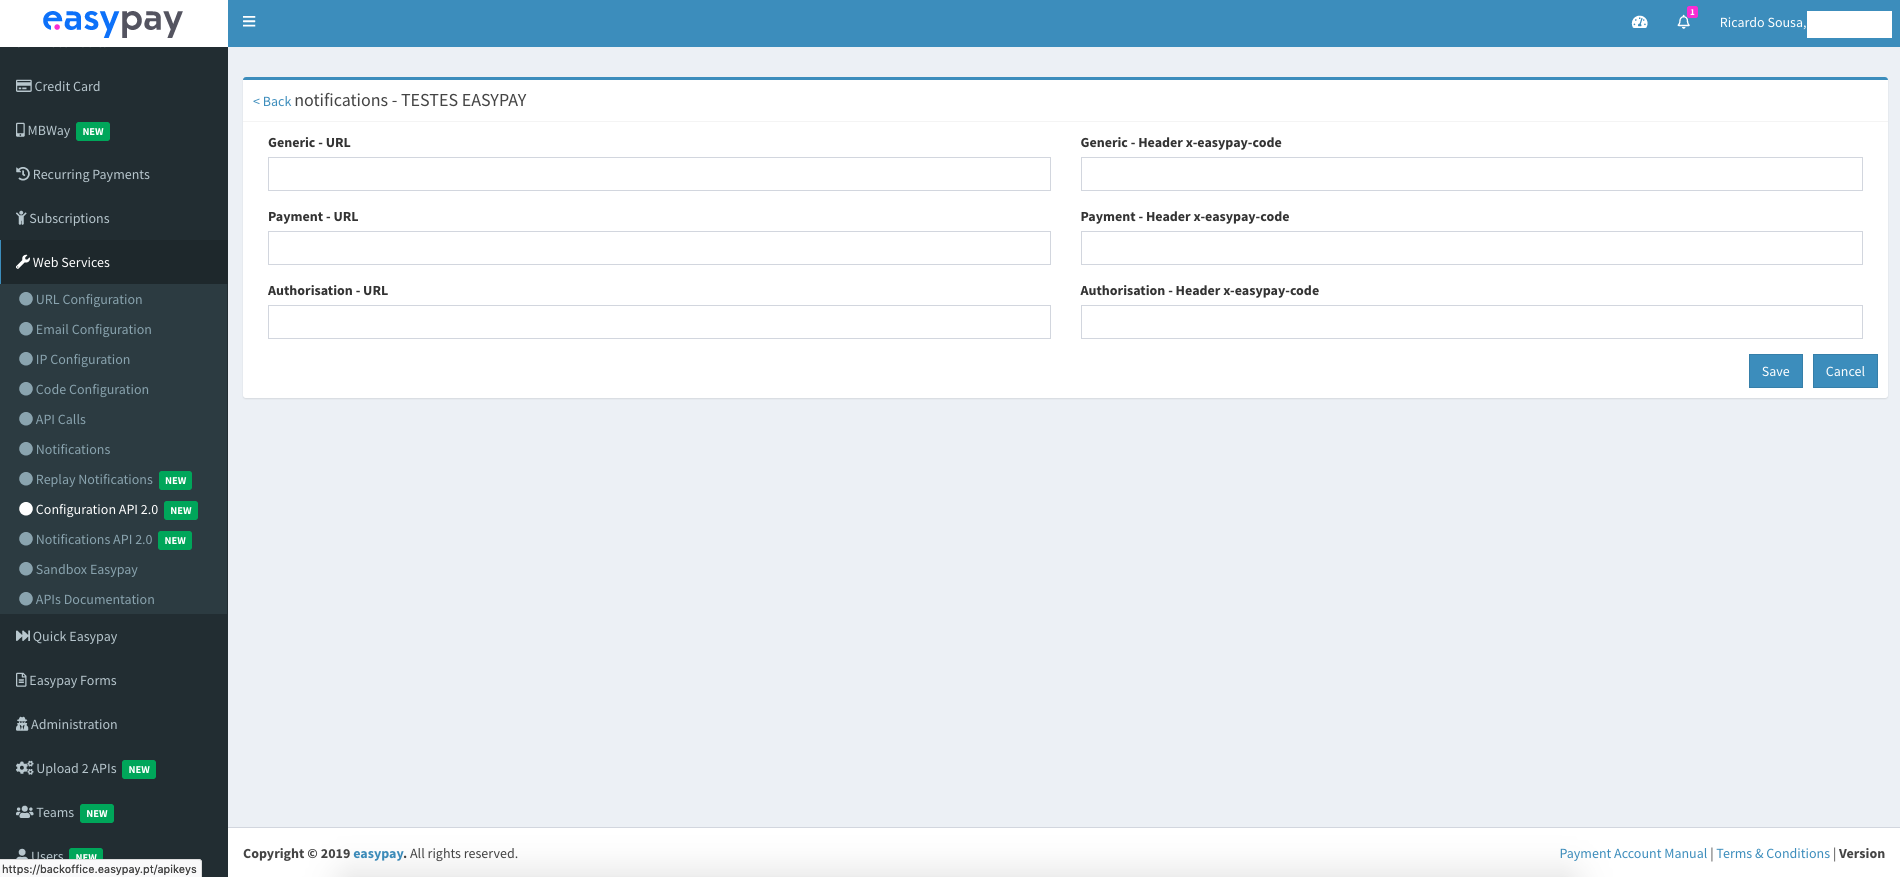 easypay
1
Ricardo Sousa,
Credit Card
MBWay NEW
Recurring Payments
Subscriptions
Web Services
URL Configuration
Email Configuration
IP Configuration
Code Configuration
API Calls
Notifications
Replay Notifications NEW
Configuration API 2.0 NEW
Notifications API 2.0 NEW
Sandbox Easypay
APIs Documentation
Quick Easypay
Easypay Forms
Administration
Upload 2 APIs NEW
Teams NEW
Users NEW
https://backoffice.easypay.pt/apikeys
< Back notifications - TESTES EASYPAY
Generic - URL
Generic - Header x-easypay-code
Payment - URL
Payment - Header x-easypay-code
Authorisation - URL
Authorisation - Header x-easypay-code
Save Cancel
Copyright © 2019 easypay. All rights reserved.
Payment Account Manual | Terms & Conditions | Version